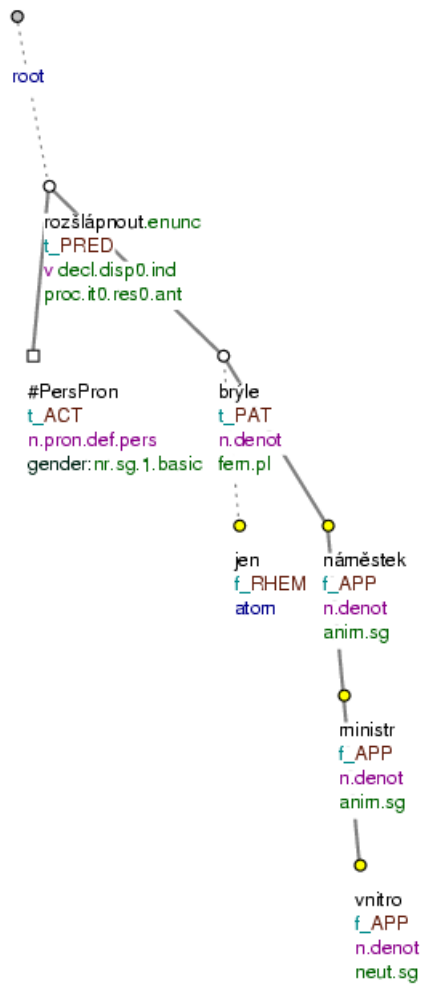 root
rozšlápnout.enunc
t_PRED
v decl.disp0.ind
proc.it0.res0.ant
#PersPron
t_ACT
n.pron.def.pers
gender:nr.sg.1.basic
brýle
t_PAT
n.denot
fem.pl
jen
f_RHEM
atom
náměstek
f_APP
n.denot
anim.sg
ministr
f_APP
n.denot
anim.sg
vnitro
f_APP
n.denot
neut.sg